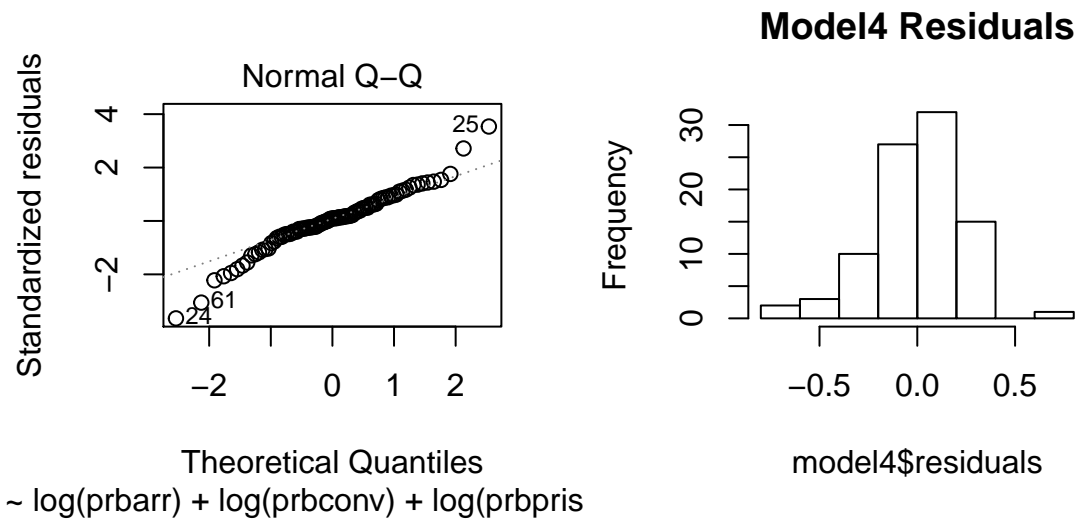 Normal Q−Q
Standardized residuals
4
2
−2
25
61
24
−2 0 1 2
Theoretical Quantiles
~ log(prbarr) + log(prbconv) + log(prbpris
Model4 Residuals
Frequency
30
20
10
0
−0.5 0.0 0.5
model4$residuals